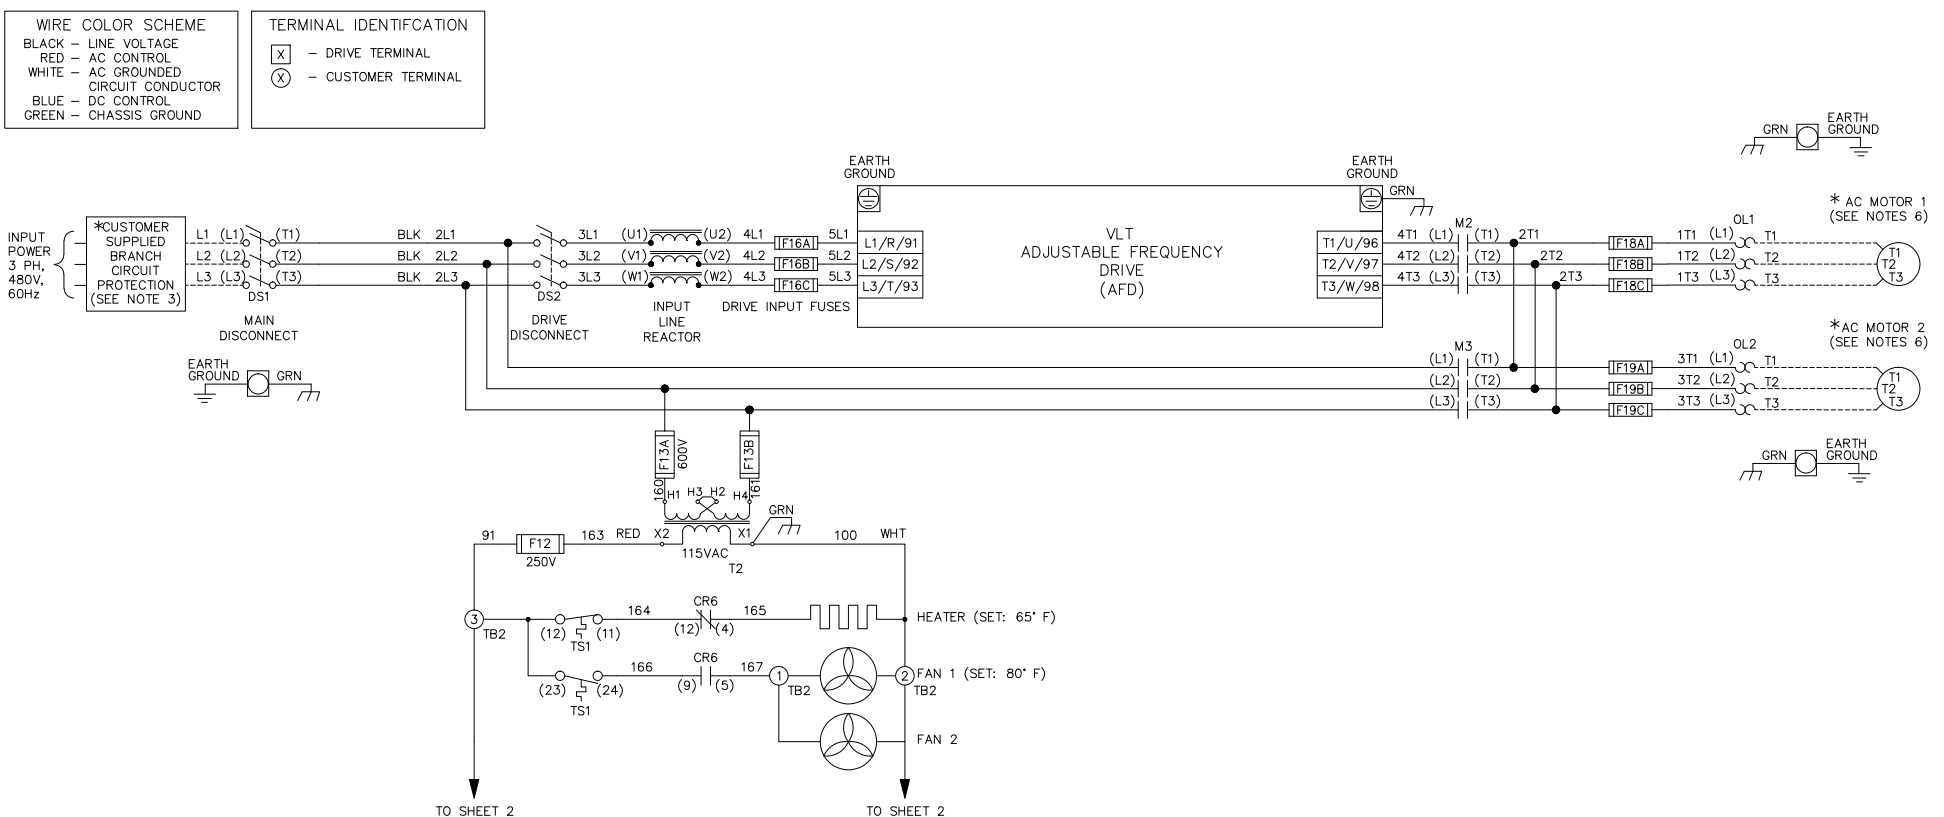 WIRE COLOR SCHEME
BLACK – LINE VOLTAGE
RED – AC CONTROL
WHITE – AC GROUNDED
CIRCUIT CONDUCTOR
BLUE – DC CONTROL
GREEN – CHASSIS GROUND
TERMINAL IDENTIFCATION
X – DRIVE TERMINAL
X – CUSTOMER TERMINAL
INPUT
POWER
3 PH,
480V,
60Hz
*CUSTOMER
SUPPLIED
BRANCH
CIRCUIT
PROTECTION
(SEE NOTE 3)
L1 (L1) (T1) BLK 2L1 3L1 (U1) (U2) 4L1 F16A 5L1 L1/R/91
L2 (L2) (T2) BLK 2L2 3L2 (V1) (V2) 4L2 F16B 5L2 L2/S/92
L3 (L3) (T3) BLK 2L3 3L3 (W1) (W2) 4L3 F16C 5L3 L3/T/93
DS1
MAIN
DISCONNECT
DS2
DRIVE
DISCONNECT
INPUT
LINE
REACTOR
DRIVE INPUT FUSES
EARTH
GROUND
GRN
EARTH
GROUND
VLT
ADJUSTABLE FREQUENCY
DRIVE
(AFD)
EARTH
GROUND
GRN
M2
T1/U/96 4T1 (L1) (T1) 2T1 F18A 1T1 (L1) T1
T2/V/97 4T2 (L2) (T2) 2T2 F18B 1T2 (L2) T2
T3/W/98 4T3 (L3) (T3) 2T3 F18C 1T3 (L3) T3
OL1
GRN
EARTH
GROUND
* AC MOTOR 1
(SEE NOTES 6)
T1
T2
T3
M3
(L1) (T1) F19A 3T1 (L1) T1
(L2) (T2) F19B 3T2 (L2) T2
(L3) (T3) F19C 3T3 (L3) T3
OL2
*AC MOTOR 2
(SEE NOTES 6)
T1
T2
T3
GRN
EARTH
GROUND
F13A
600V
F13B
160
H1 H3 H2 H4
161
GRN
91 F12 163 RED X2 X1 100 WHT
250V
115VAC
T2
3
TB2
164 CR6 165
(12) (11) (12) (4)
TS1
HEATER (SET: 65° F)
166 CR6 167
(23) (24) (9) (5)
TS1
1
TB2
2
TB2
FAN 1 (SET: 80° F)
FAN 2
TO SHEET 2
TO SHEET 2